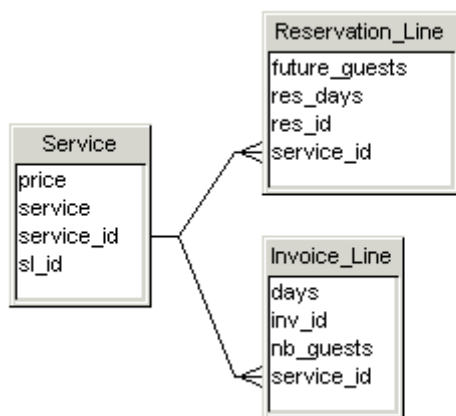 Reservation_Line
future_guests
res_days
res_id
service_id
Service
price
service
service_id
sl_id
Invoice_Line
days
inv_id
nb_guests
service_id